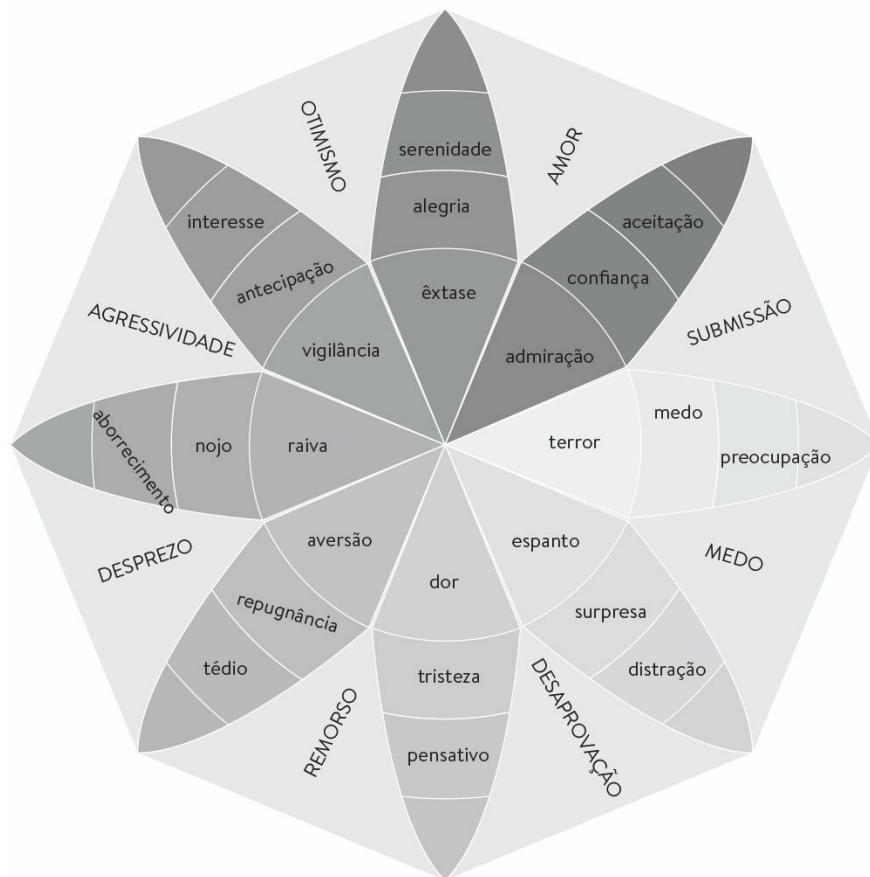 OTIMISMO
AMOR
serenidade
alegria
êxtase
interesse
antecipação
vigilância
aceitação
confiança
admiração
AGRESSIVIDADE
SUBMISSÃO
aborrecimento
nojo
raiva
terror
medo
preocupação
DESPREZO
MEDO
aversão
repugnância
tédio
dor
tristeza
pensativo
espanto
surpresa
distração
REMORSO
DESAPROVAÇÃO